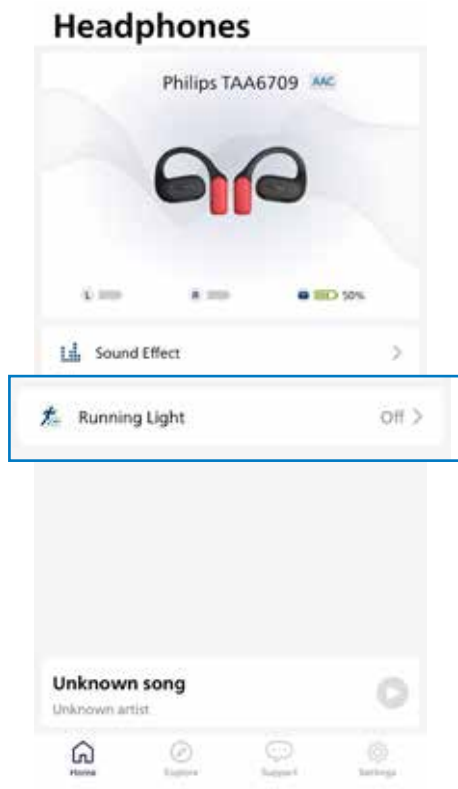 Headphones
Philips TAA6709 AAC
L R 50%
Sound Effect
Running Light Off
Unknown song
Unknown artist
Home Explore Support Settings